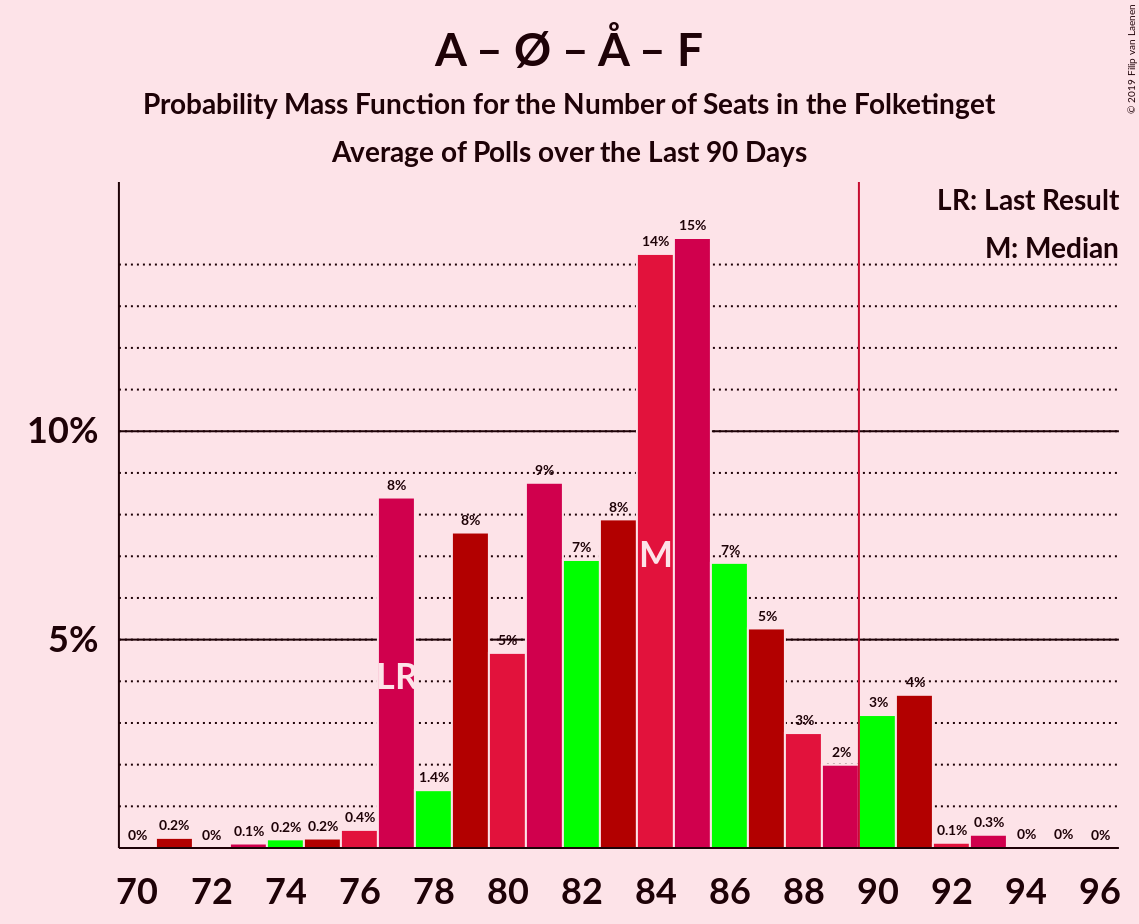 A – Ø – Å – F
Probability Mass Function for the Number of Seats in the Folketinget
Average of Polls over the Last 90 Days
© 2019 Filip van Laenen
LR: Last Result
M: Median
10%
5%
0% 0.2% 0% 0.1% 0.2% 0.2% 0.4% 8% 1.4% 8% 5% 9% 7% 8% 14% 15% 7% 5% 3% 2% 3% 4% 0.1% 0.3% 0% 0% 0%
LR
M
70 72 74 76 78 80 82 84 86 88 90 92 94 96